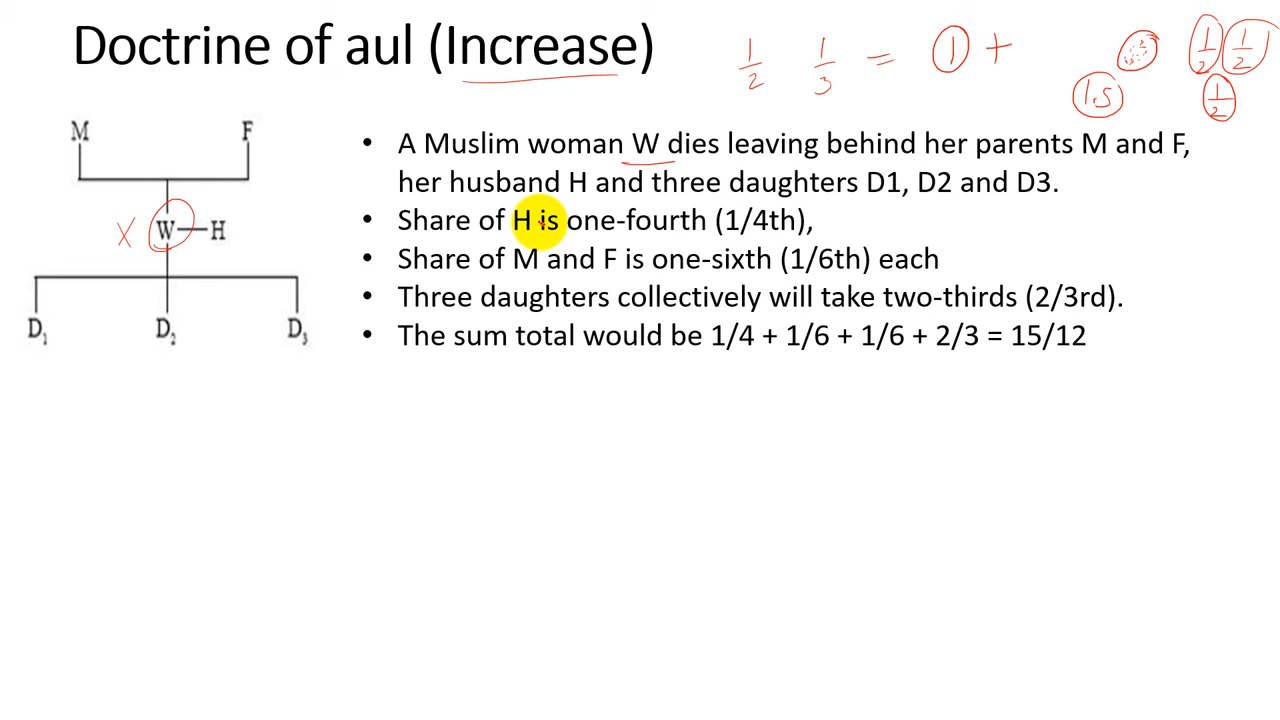 Doctrine of aul (Increase)
1/2 1/3 = 1 +
1.5
1/2 1/2
1/2
M F
X W H
D1 D2 D3
• A Muslim woman W dies leaving behind her parents M and F,
her husband H and three daughters D1, D2 and D3.
• Share of H is one-fourth (1/4th),
• Share of M and F is one-sixth (1/6th) each
• Three daughters collectively will take two-thirds (2/3rd).
• The sum total would be 1/4 + 1/6 + 1/6 + 2/3 = 15/12